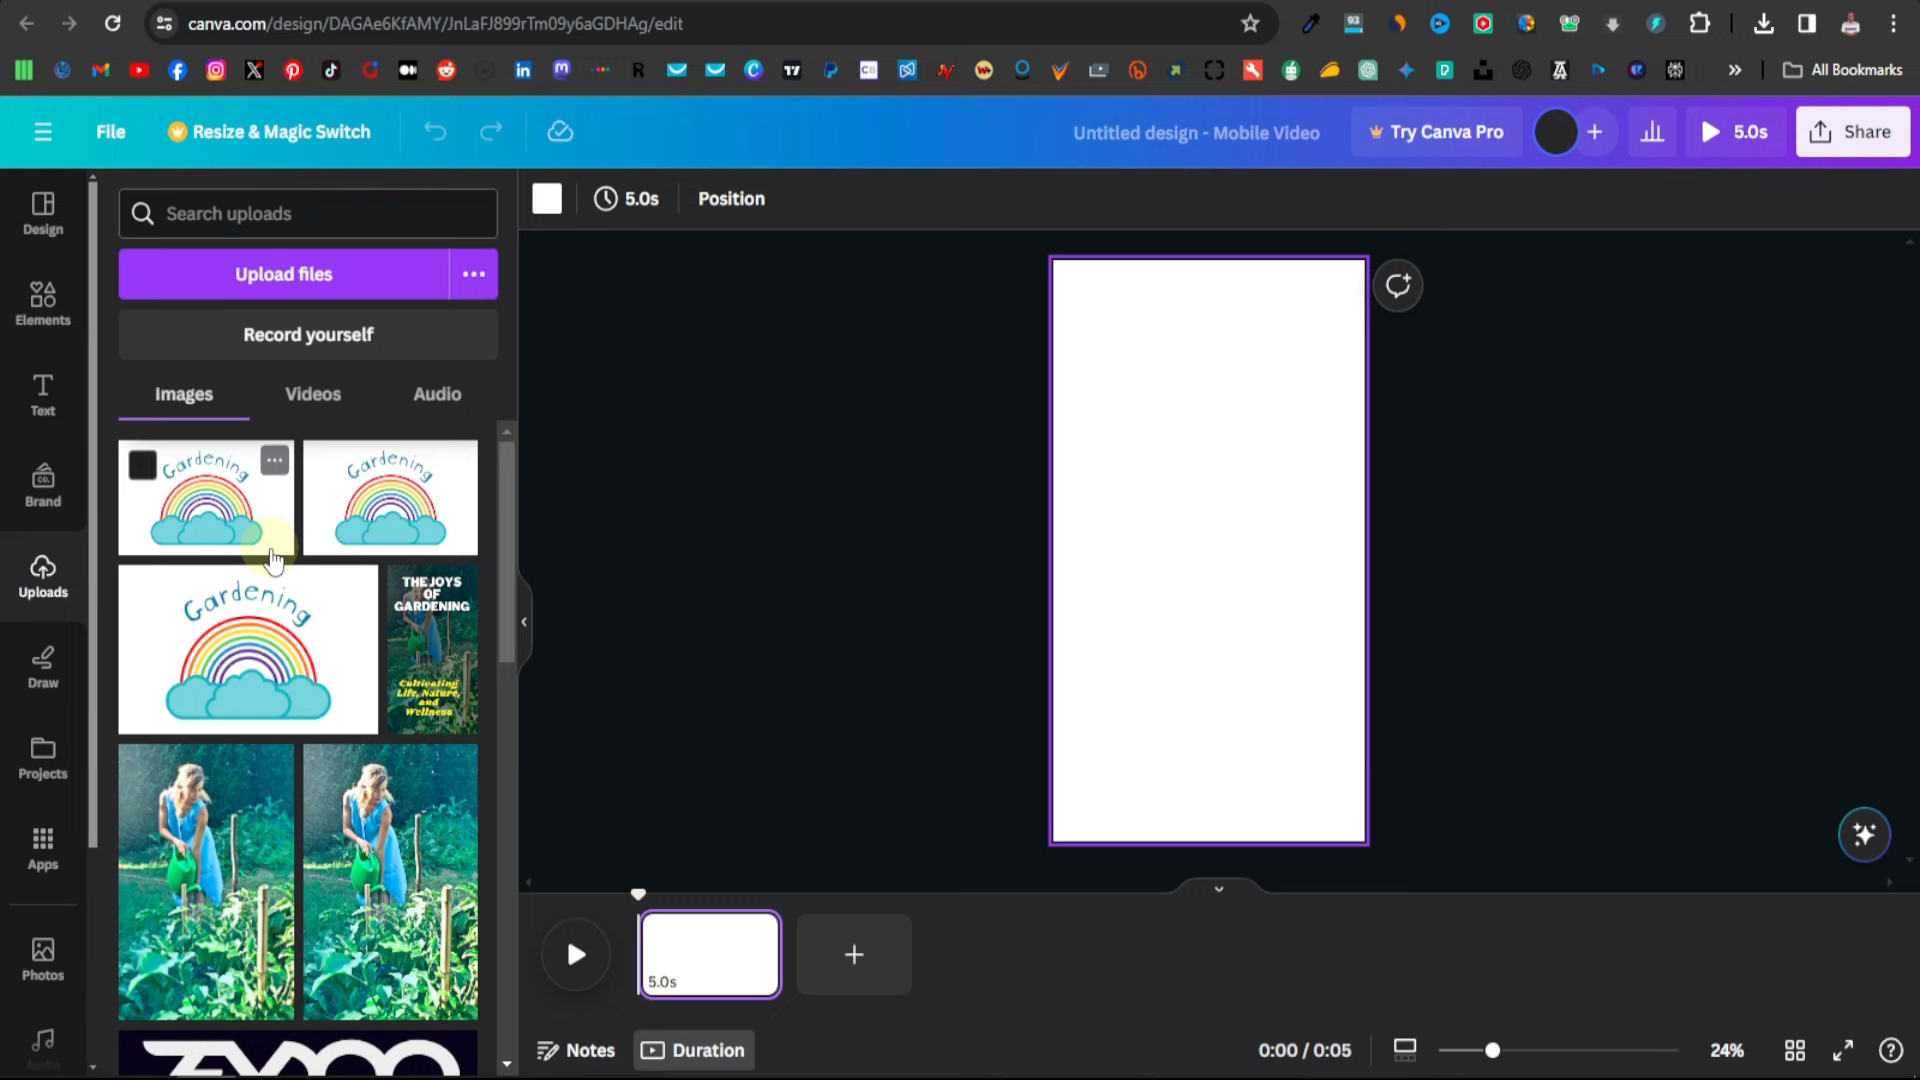 canva.com/design/DAGAe6KfAMY/JnLaFJ899rTm09y6aGDHAg/edit
93
All Bookmarks
File
Resize & Magic Switch
Untitled design - Mobile Video
Try Canva Pro
5.0s
Share
Design
Elements
Text
Brand
Uploads
Draw
Projects
Apps
Photos
Audio
Search uploads
Upload files
Record yourself
Images
Videos
Audio
Gardening
Gardening
Gardening
THE JOYS
OF
GARDENING
Cultivating
Life, Nature,
and
Wellness
5.0s
Position
5.0s
Notes
Duration
0:00 / 0:05
24%